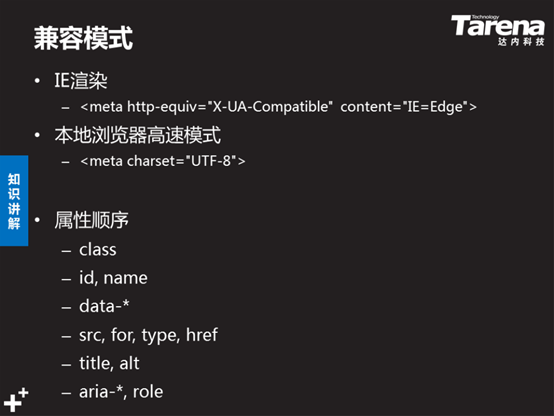 兼容模式
Technology
Tarena
达内科技
• IE渲染
– <meta http-equiv="X-UA-Compatible" content="IE=Edge">
• 本地浏览器高速模式
– <meta charset="UTF-8">
知识讲解
• 属性顺序
– class
– id, name
– data-*
– src, for, type, href
– title, alt
– aria-*, role